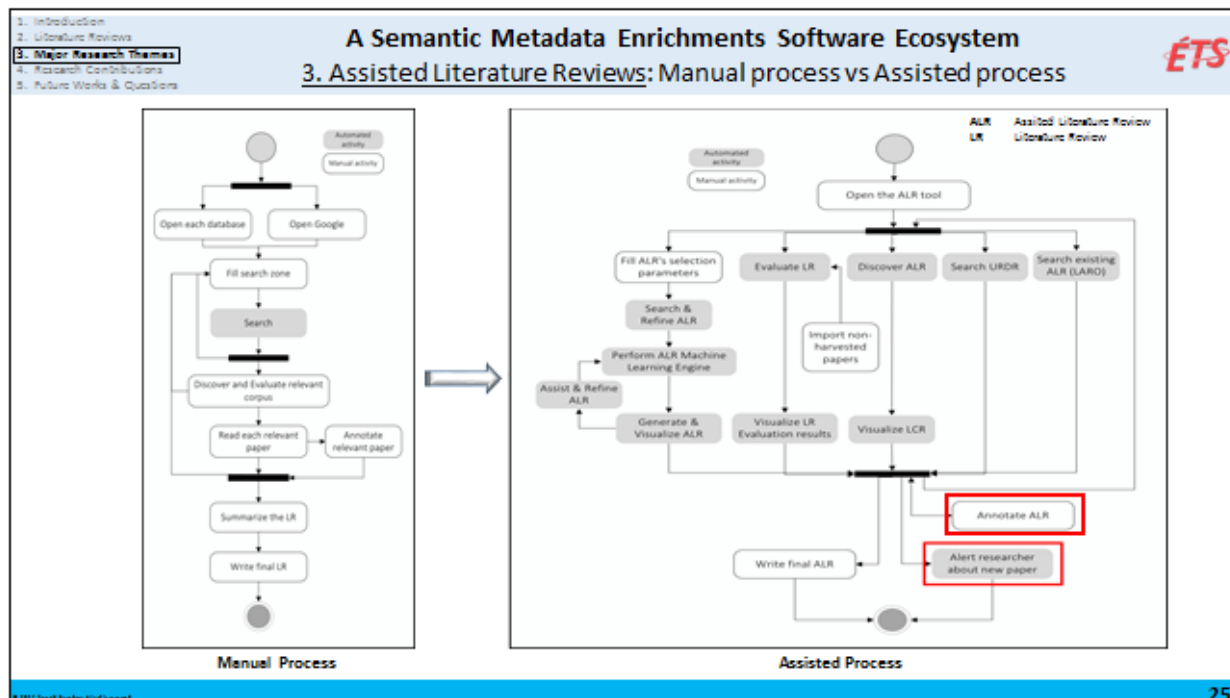 1. Introduction
2. Literature Reviews
3. Major Research Themes
4. Research Contributions
5. Future Works & Questions
A Semantic Metadata Enrichments Software Ecosystem
3. Assisted Literature Reviews: Manual process vs Assisted process
ÉTS
Automated
activity
Manual activity
Open each database
Open Google
Fill search zone
Search
Discover and Evaluate relevant
corpus
Read each relevant
paper
Annotate
relevant paper
Summarize the LR
Write final LR
Manual Process
ALR Assited Literature Review
LR Literature Review
Automated
activity
Manual activity
Open the ALR tool
Fill ALR's selection
parameters
Evaluate LR
Discover ALR
Search URDR
Search existing
ALR (LARO)
Search &
Refine ALR
Import non-
harvested
papers
Perform ALR Machine
Learning Engine
Assist & Refine
ALR
Generate &
Visualize ALR
Visualize LR
Evaluation results
Visualize LCR
Annotate ALR
Write final ALR
Alert researcher
about new paper
Assisted Process
25